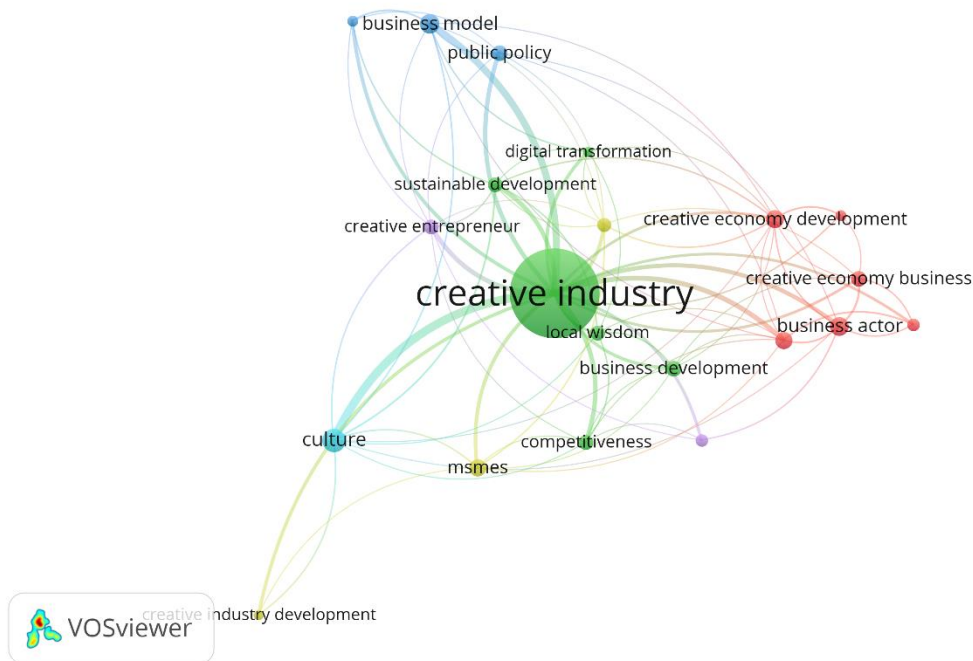 business model
public policy
digital transformation
sustainable development
creative entrepreneur
creative economy development
creative economy business
creative industry
business actor
local wisdom
business development
culture
competitiveness
msmes
creative industry development
VOSviewer